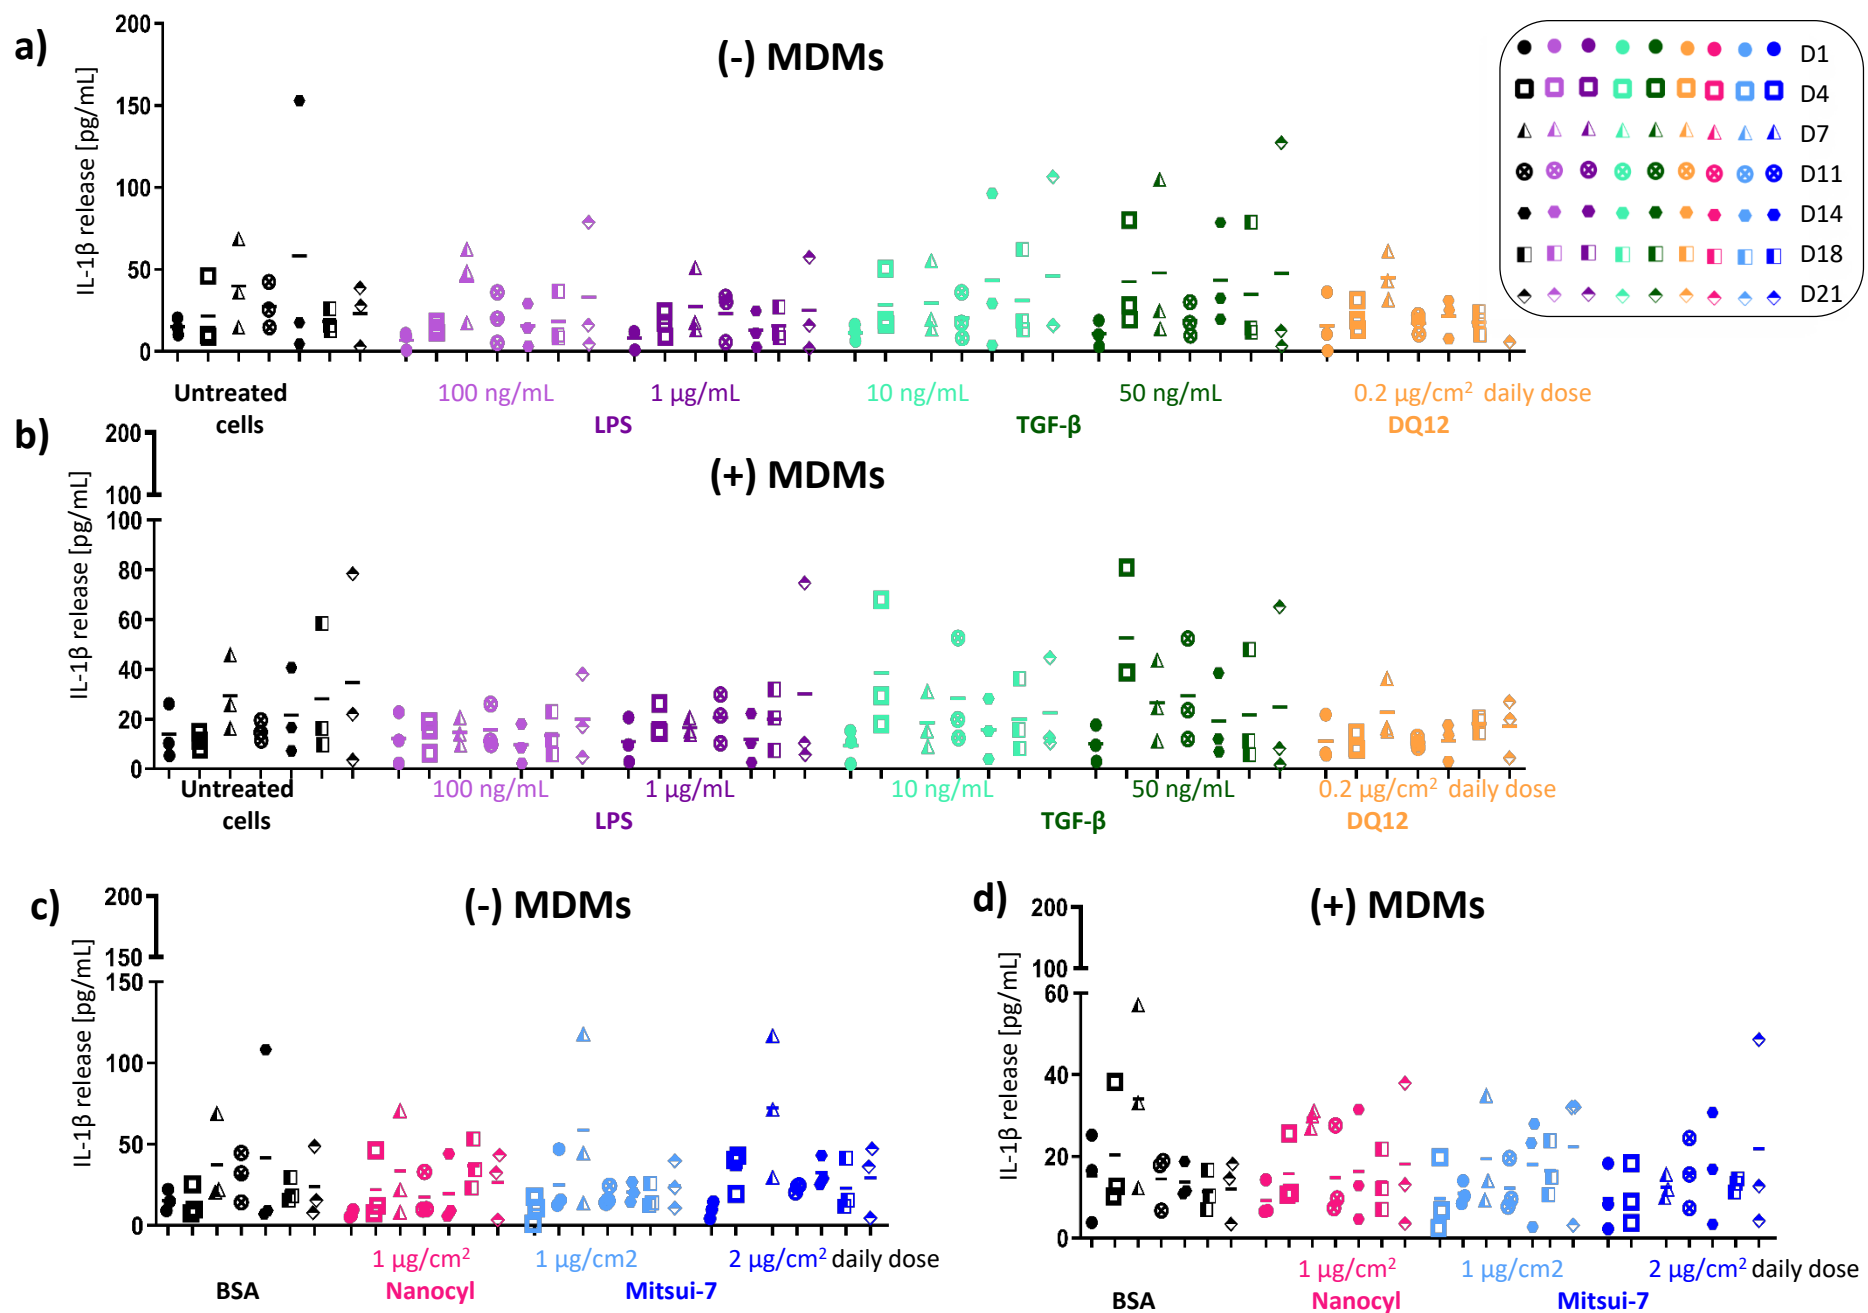 a)
(-) MDMs
IL-1β release [pg/mL]
200
150
100
50
0
D1
D4
D7
D11
D14
D18
D21
Untreated
cells
100 ng/mL
1 µg/mL
LPS
10 ng/mL
50 ng/mL
TGF-β
0.2 µg/cm² daily dose
DQ12
b)
(+) MDMs
IL-1β release [pg/mL]
200
100
100
80
60
40
20
0
Untreated
cells
100 ng/mL
1 µg/mL
LPS
10 ng/mL
50 ng/mL
TGF-β
0.2 µg/cm² daily dose
DQ12
c)
(-) MDMs
IL-1β release [pg/mL]
200
150
150
100
50
0
BSA
1 µg/cm²
Nanocyl
1 µg/cm2
2 µg/cm² daily dose
Mitsui-7
d)
(+) MDMs
IL-1β release [pg/mL]
200
100
60
40
20
0
BSA
1 µg/cm²
Nanocyl
1 µg/cm2
2 µg/cm² daily dose
Mitsui-7